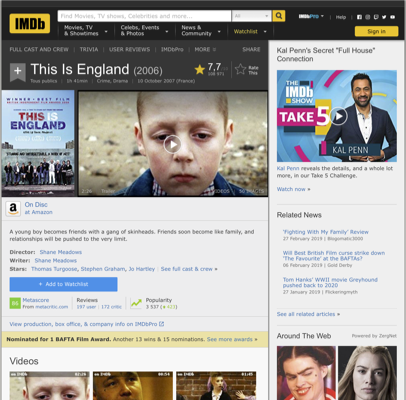 IMDb
Find Movies, TV shows, Celebrities and more...
All
IMDbPro
Help
Movies, TV & Showtimes
Celebs, Events & Photos
News & Community
Watchlist
Sign in
FULL CAST AND CREW | TRIVIA | USER REVIEWS | IMDbPro | MORE
SHARE
This Is England (2006)
7,7
Rate This
Tous publics | 1h 41min | Crime, Drama | 10 October 2007 (France)
WINNER • BEST FILM
THIS IS ENGLAND
On Disc
at Amazon
A young boy becomes friends with a gang of skinheads. Friends soon become like family, and relationships will be pushed to the very limit.
Director: Shane Meadows
Writer: Shane Meadows
Stars: Thomas Turgoose, Stephen Graham, Jo Hartley | See full cast & crew »
+ Add to Watchlist
Metascore
From metacritic.com
Reviews
197 user | 172 critic
Popularity
View production, box office, & company info on IMDbPro
Nominated for 1 BAFTA Film Award. Another 13 wins & 15 nominations. See more awards »
Videos
Kal Penn's Secret "Full House" Connection
THE IMDb SHOW
TAKE 5
KAL PENN
Kal Penn reveals the details, and a whole lot more, in our Take 5 Challenge.
Watch now »
Related News
'Fighting With My Family' Review
27 February 2019 | Blogomatic3000
Will Best British Film curse strike down 'The Favourite' at the BAFTAs?
06 February 2019 | Gold Derby
Tom Hanks' WWII movie Greyhound pushed back to 2020
27 January 2019 | Flickeringmyth
See all related articles »
Around The Web
Powered by ZergNet